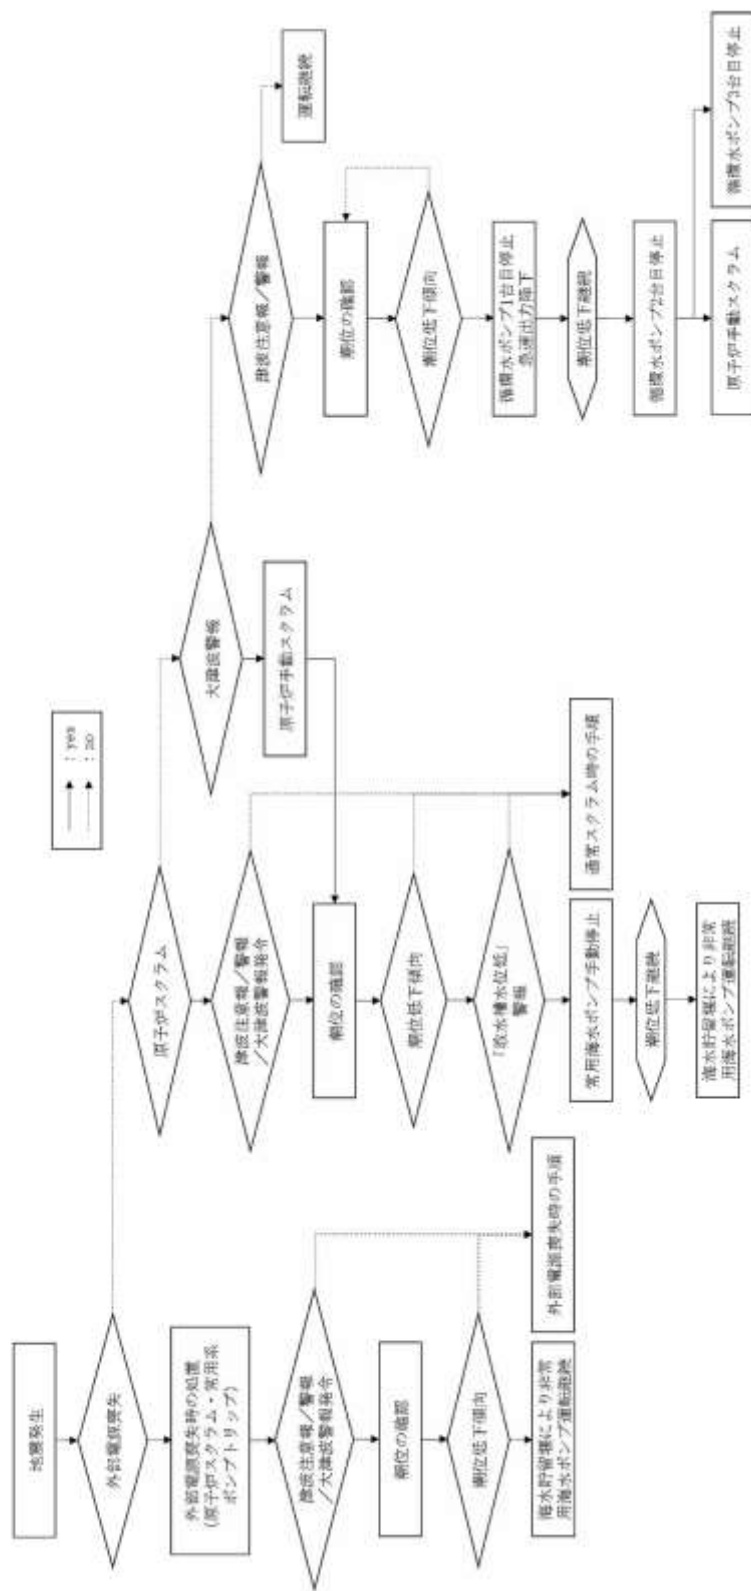 : yes
: no
地震発生
外部電源喪失
外部電源喪失時の処置
(原子炉スクラム・常用系
ポンプトリップ)
津波注意報/警報
/大津波警報発令
潮位の確認
潮位低下傾向
海水貯留堰により非常
用海水ポンプ運転継続
外部電源喪失時の手順
原子炉スクラム
津波注意報/警報
/大津波警報発令
潮位の確認
潮位低下傾向
「取水槽水位低」
警報
常用海水ポンプ手動停止
潮位低下継続
海水貯留堰により非常
用海水ポンプ運転継続
通常スクラム時の手順
大津波警報
原子炉手動スクラム
津波注意報/警報
運転継続
潮位の確認
潮位低下傾向
循環水ポンプ1台目停止
急速出力降下
潮位低下継続
循環水ポンプ2台目停止
原子炉手動スクラム
循環水ポンプ3台目停止